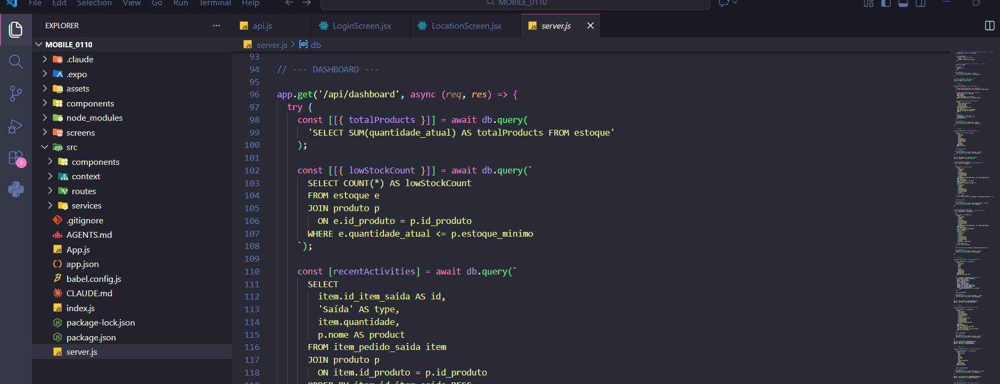 File Edit Selection View Go Run Terminal Help
MOBILE_0110
EXPLORER ...
MOBILE_0110
.claude
.expo
assets
components
node_modules
screens
src
components
context
routes
services
.gitignore
AGENTS.md
App.js
app.json
babel.config.js
CLAUDE.md
index.js
package-lock.json
package.json
server.js
1
api.js LoginScreen.jsx LocationScreen.jsx server.js
server.js > db
93
94 // --- DASHBOARD ---
95
96 app.get('/api/dashboard', async (req, res) => {
97 try {
98 const [[{ totalProducts }]] = await db.query(
99 'SELECT SUM(quantidade_atual) AS totalProducts FROM estoque'
100 );
101
102 const [[{ lowStockCount }]] = await db.query(`
103 SELECT COUNT(*) AS lowStockCount
104 FROM estoque e
105 JOIN produto p
106 ON e.id_produto = p.id_produto
107 WHERE e.quantidade_atual <= p.estoque_minimo
108 `);
109
110 const [recentActivities] = await db.query(`
111 SELECT
112 item.id_item_saida AS id,
113 'Saída' AS type,
114 item.quantidade,
115 p.nome AS product
116 FROM item_pedido_saida item
117 JOIN produto p
118 ON item.id_produto = p.id_produto